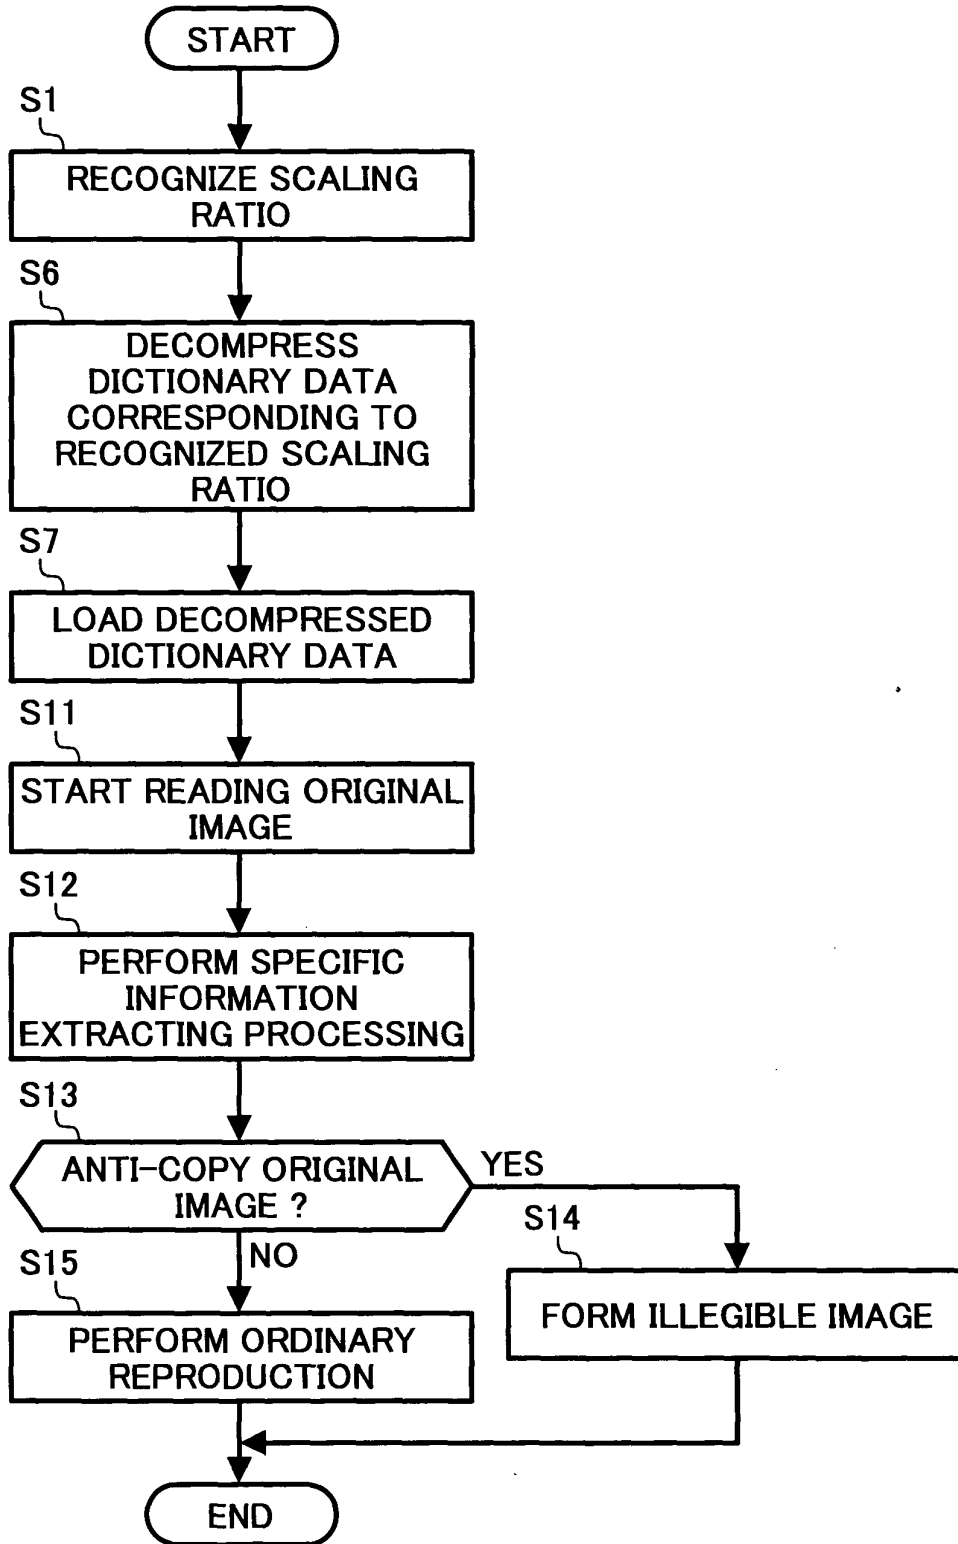 START
S1
RECOGNIZE SCALING
RATIO
S6
DECOMPRESS
DICTIONARY DATA
CORRESPONDING TO
RECOGNIZED SCALING
RATIO
S7
LOAD DECOMPRESSED
DICTIONARY DATA
S11
START READING ORIGINAL
IMAGE
S12
PERFORM SPECIFIC
INFORMATION
EXTRACTING PROCESSING
S13
ANTI-COPY ORIGINAL
IMAGE ?
YES
NO
S14
FORM ILLEGIBLE IMAGE
S15
PERFORM ORDINARY
REPRODUCTION
END